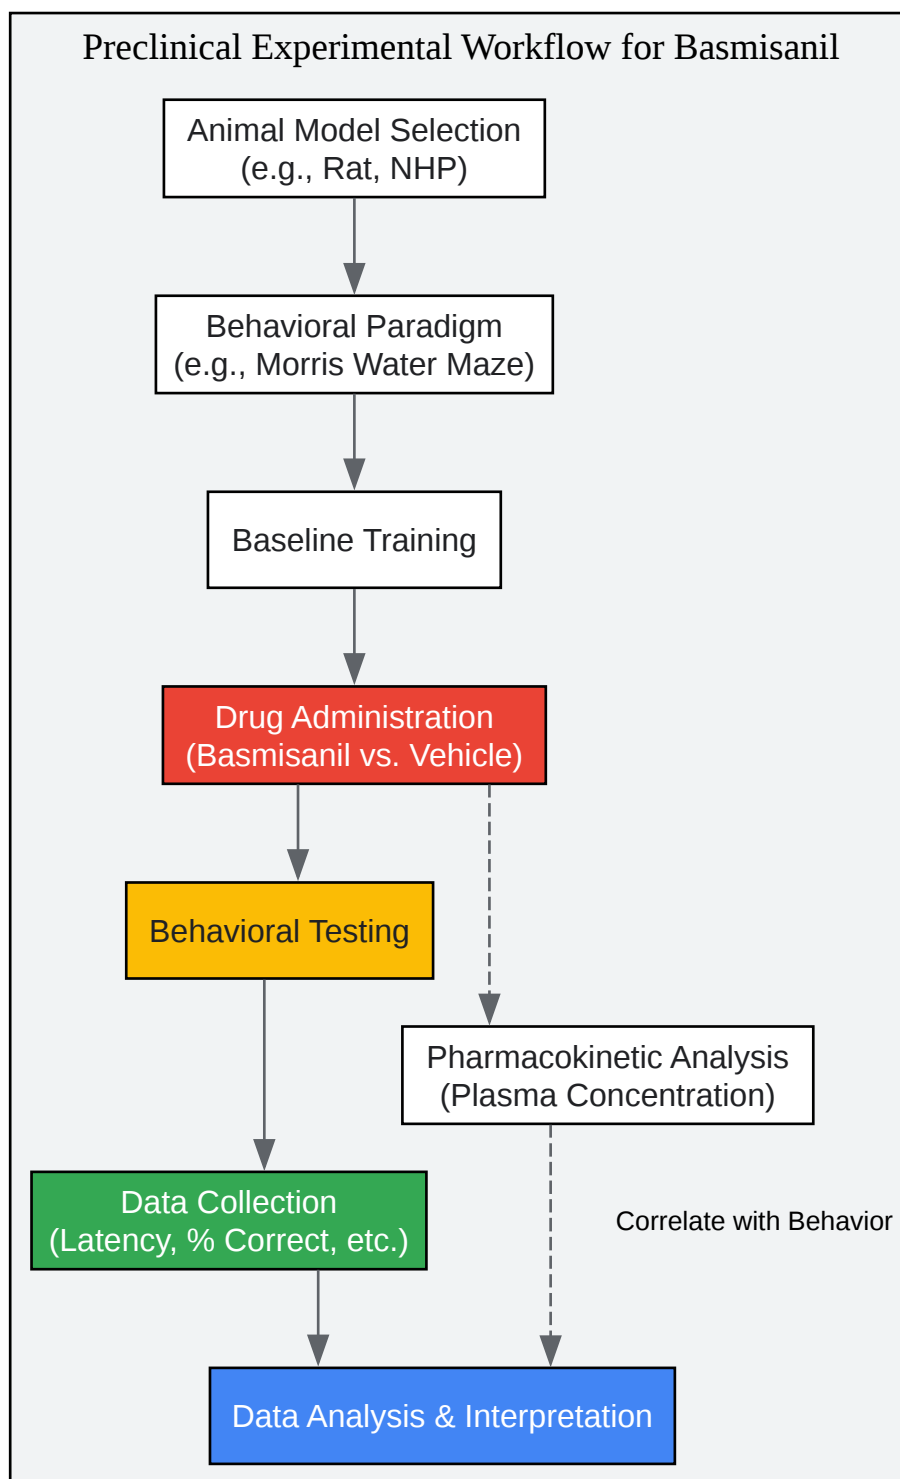 Preclinical Experimental Workflow for Basmisanil
Animal Model Selection
(e.g., Rat, NHP)
Behavioral Paradigm
(e.g., Morris Water Maze)
Baseline Training
Drug Administration
(Basmisanil vs. Vehicle)
Behavioral Testing
Pharmacokinetic Analysis
(Plasma Concentration)
Data Collection
(Latency, % Correct, etc.)
Correlate with Behavior
Data Analysis & Interpretation